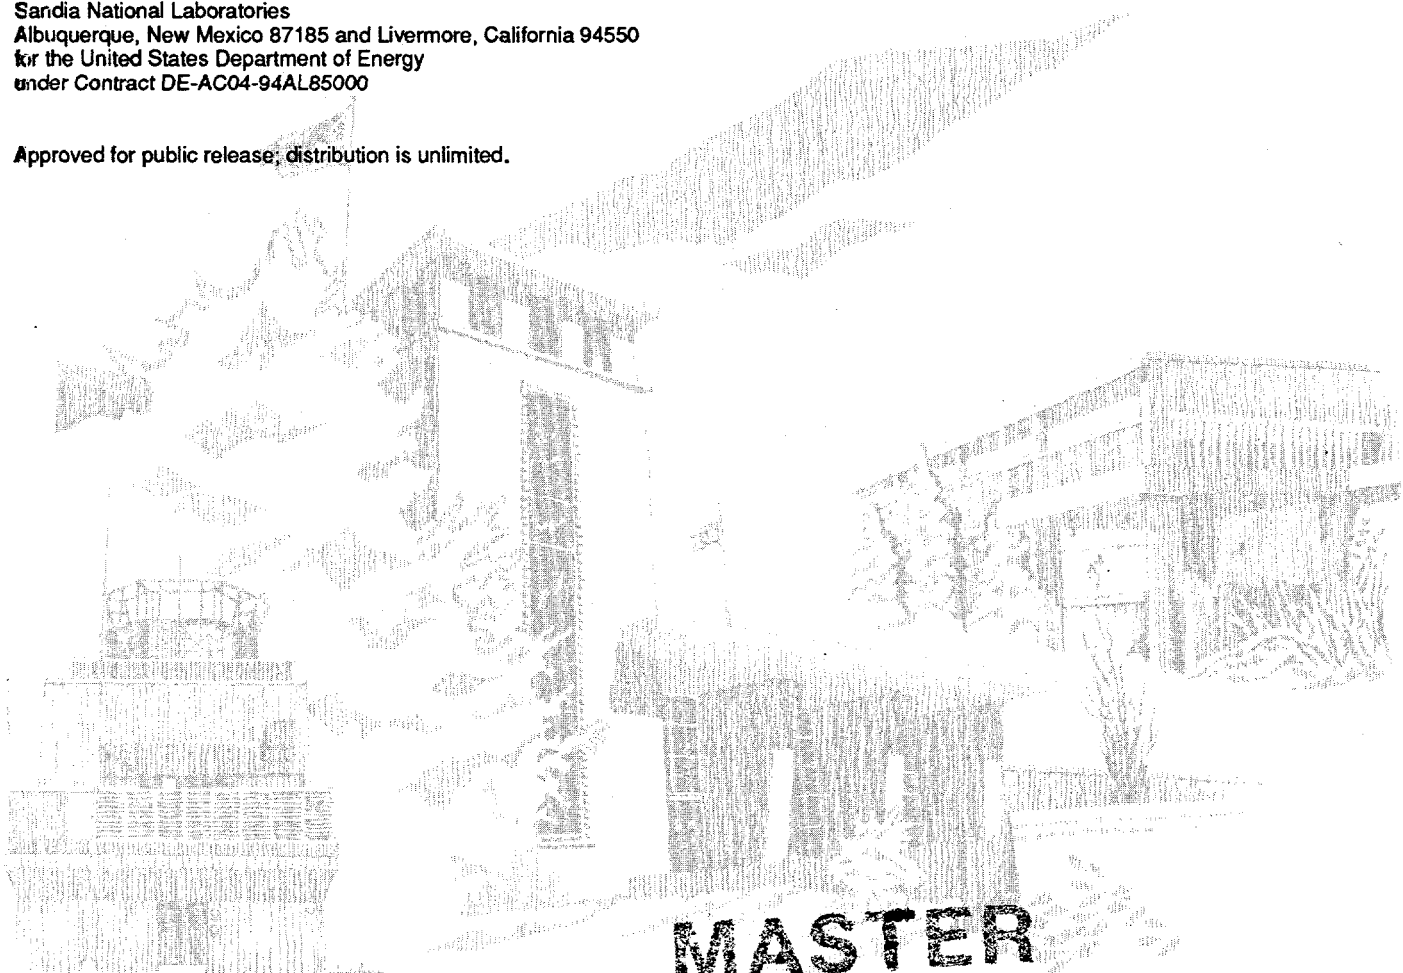 Sandia National Laboratories
Albuquerque, New Mexico 87185 and Livermore, California 94550
for the United States Department of Energy
under Contract DE-AC04-94AL85000
Approved for public release; distribution is unlimited.
MASTER